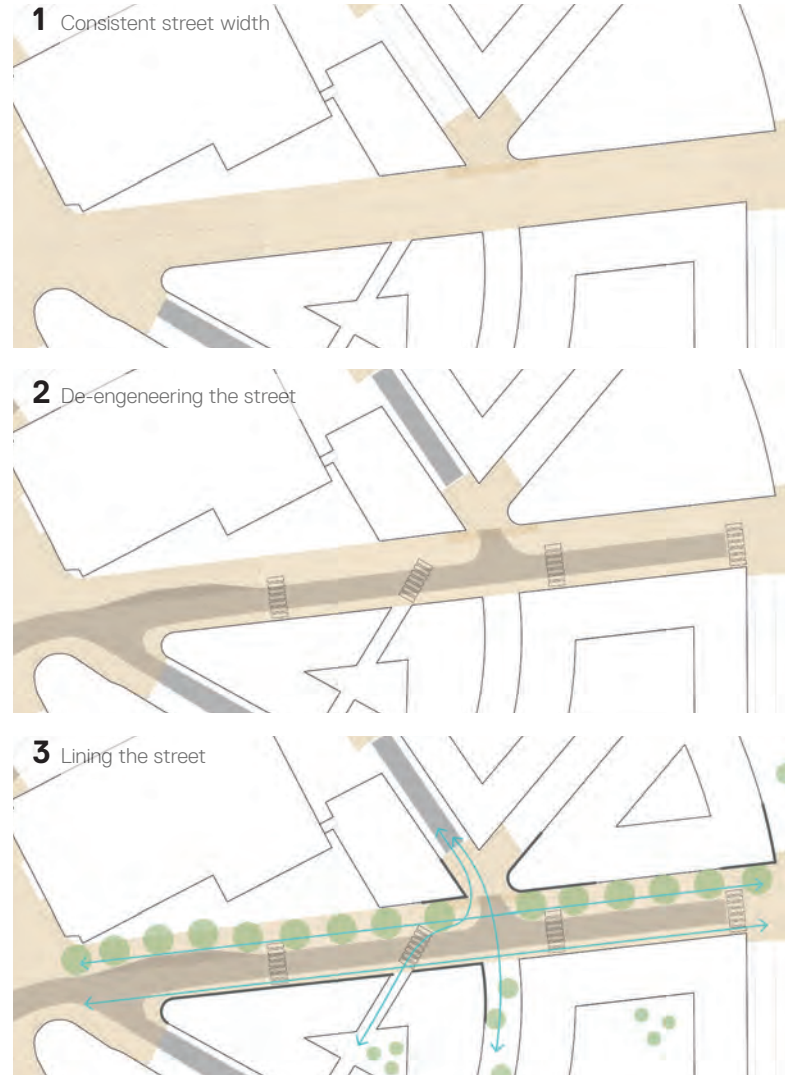 1 Consistent street width
2 De-engeneering the street
3 Lining the street